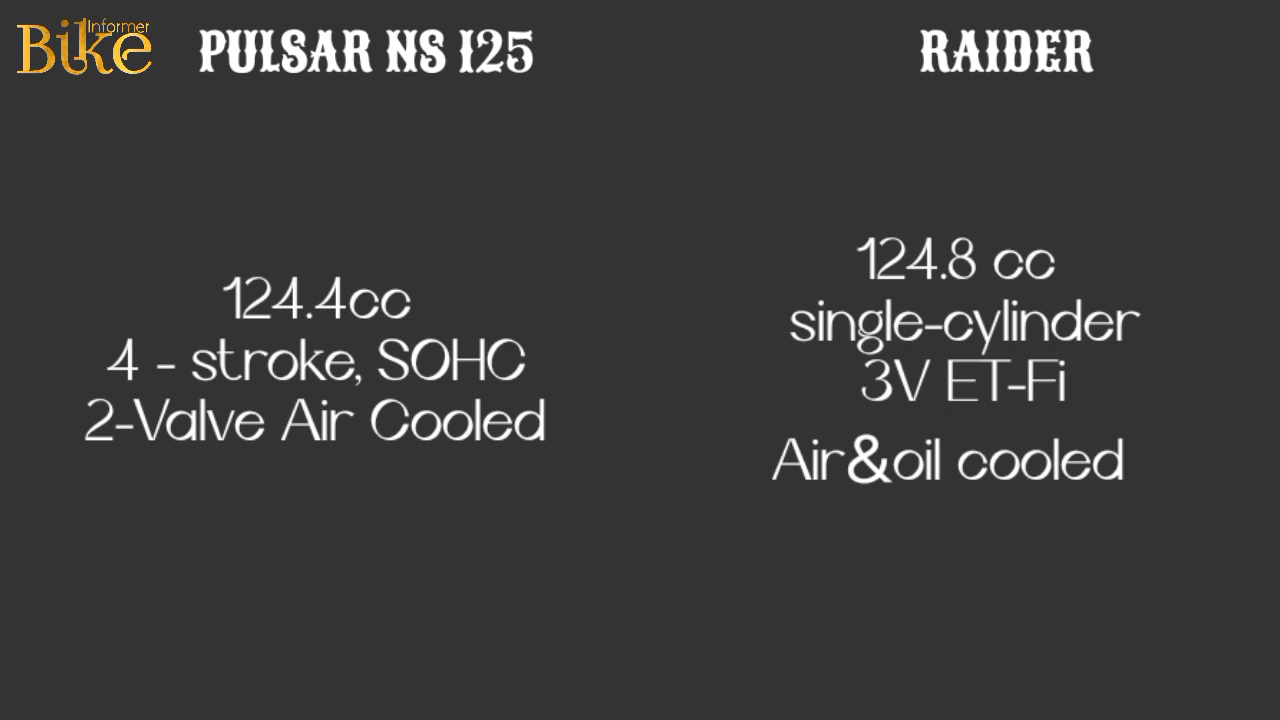 Bike Informer
PULSAR NS 125
RAIDER
124.4cc
4 - stroke, SOHC
2-Valve Air Cooled
124.8 cc
single-cylinder
3V ET-Fi
Air&oil cooled